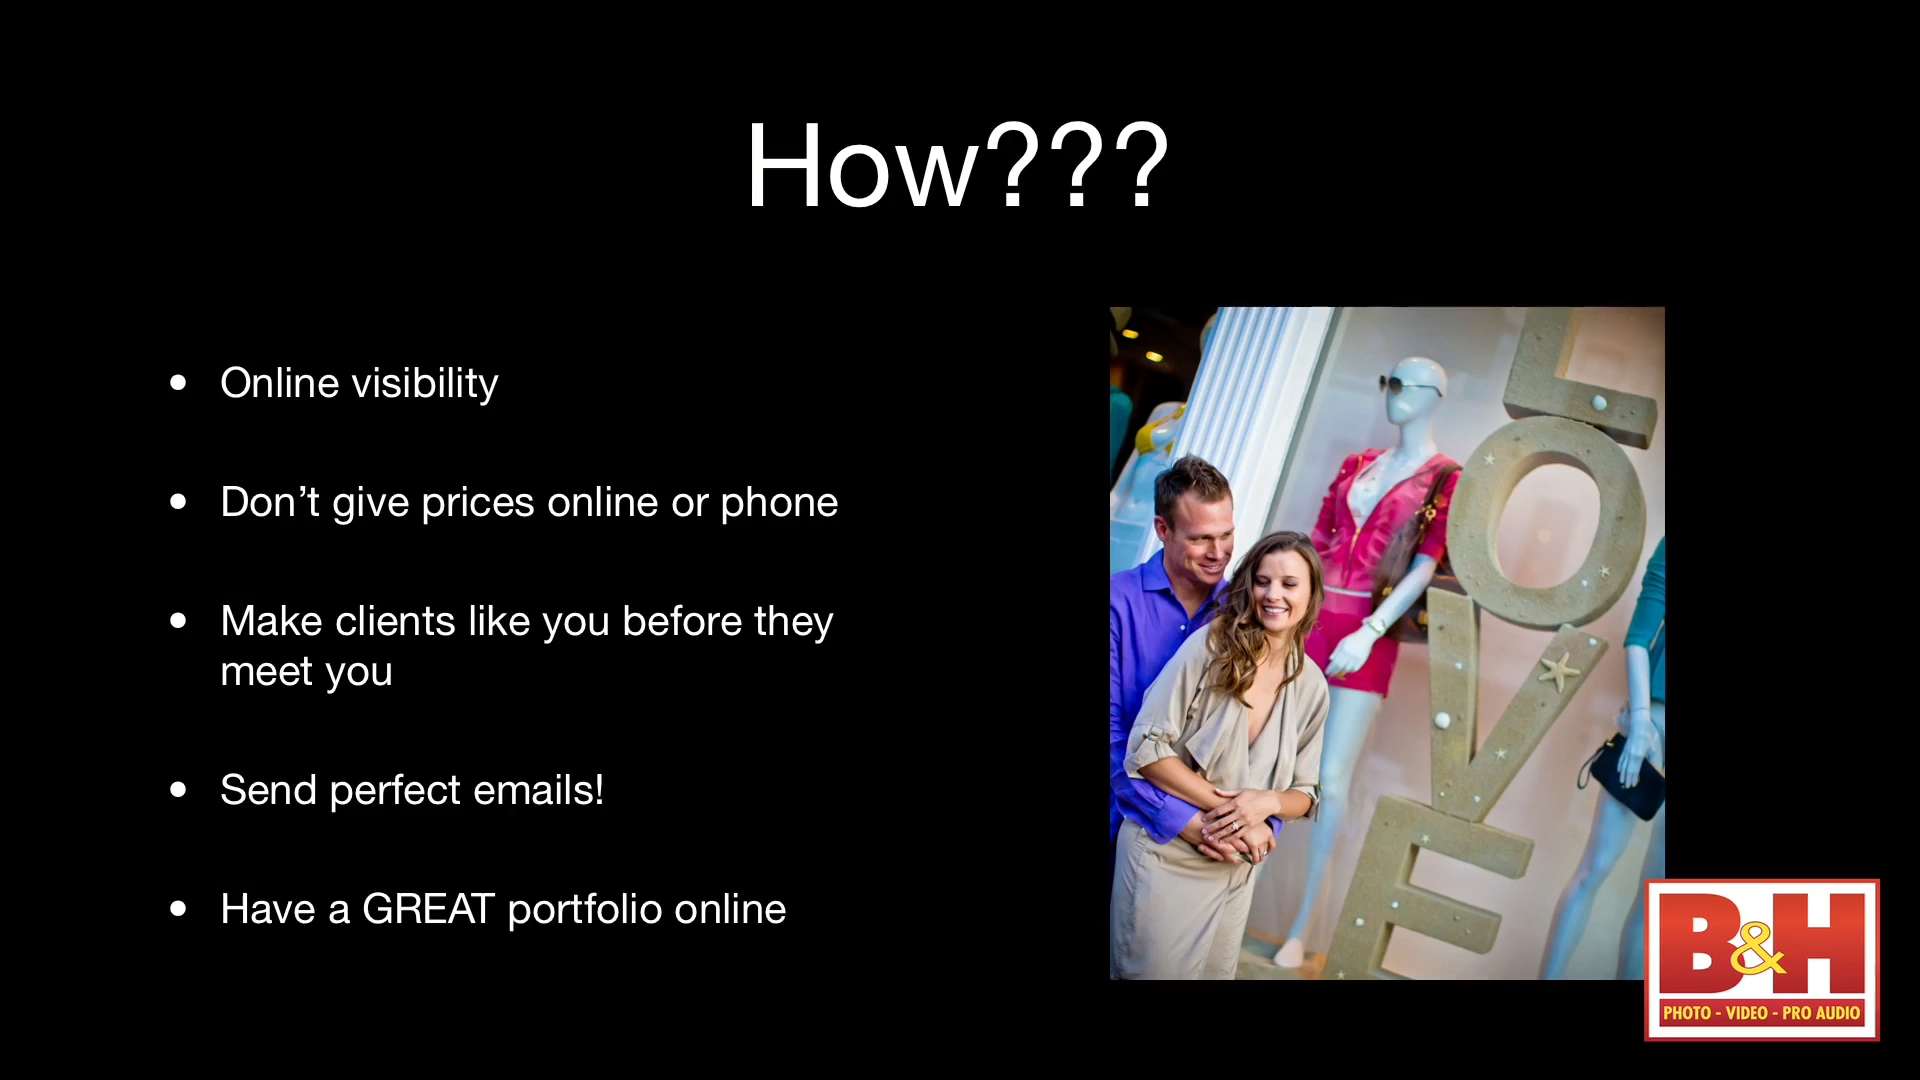 How???
• Online visibility
• Don’t give prices online or phone
• Make clients like you before they
meet you
• Send perfect emails!
• Have a GREAT portfolio online
LOVE
B&H
PHOTO - VIDEO - PRO AUDIO